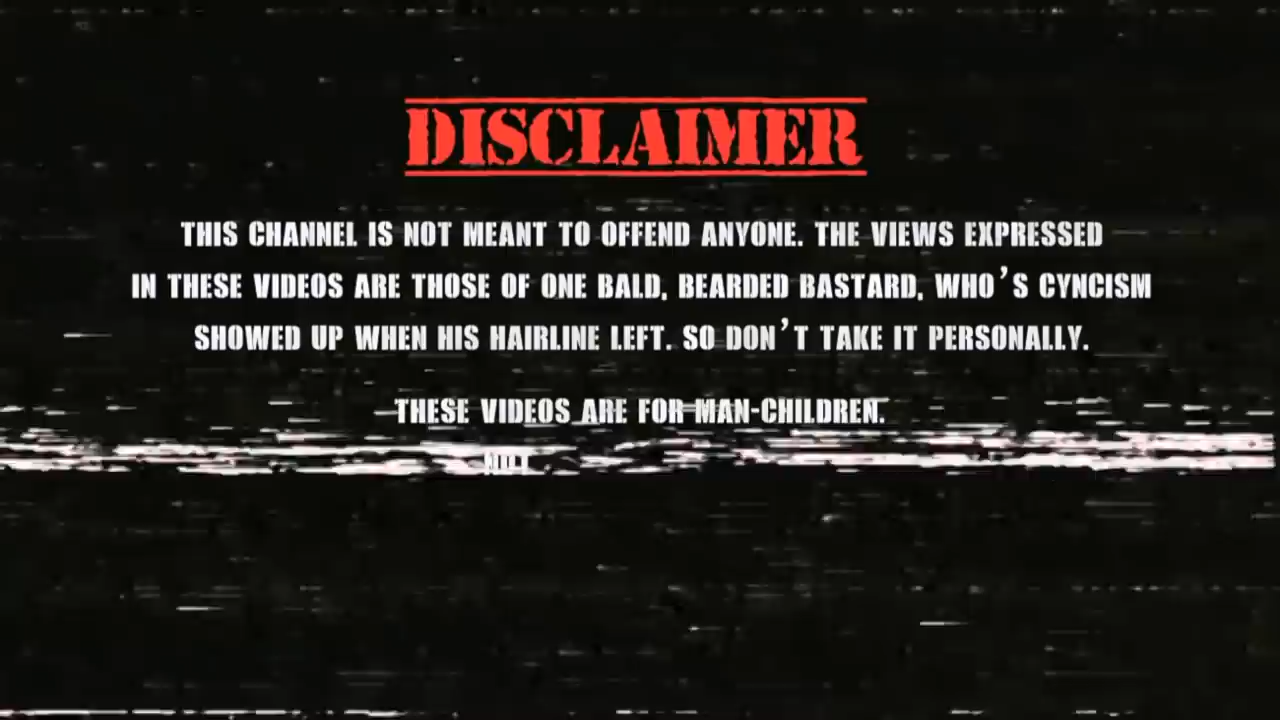 DISCLAIMER
THIS CHANNEL IS NOT MEANT TO OFFEND ANYONE. THE VIEWS EXPRESSED
IN THESE VIDEOS ARE THOSE OF ONE BALD, BEARDED BASTARD, WHO'S CYNCISM
SHOWED UP WHEN HIS HAIRLINE LEFT. SO DON'T TAKE IT PERSONALLY.
THESE VIDEOS ARE FOR MAN-CHILDREN.